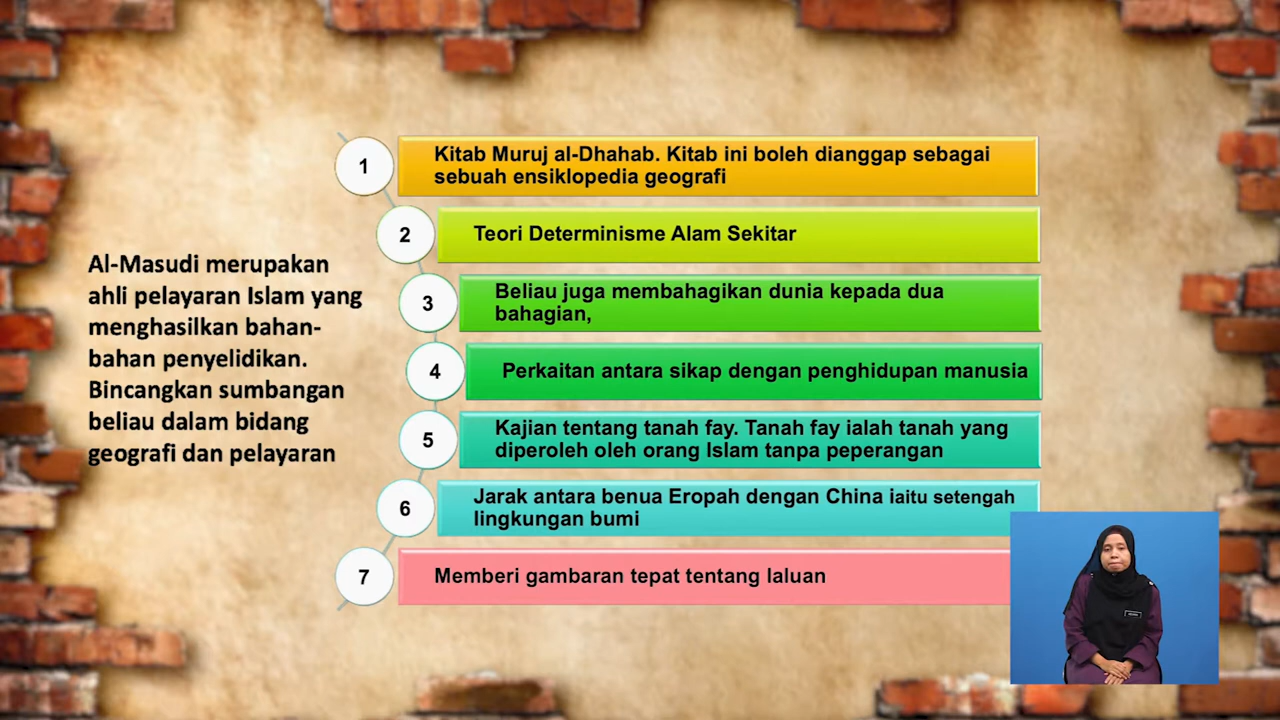 Al-Masudi merupakan
ahli pelayaran Islam yang
menghasilkan bahan-
bahan penyelidikan.
Bincangkan sumbangan
beliau dalam bidang
geografi dan pelayaran
1
Kitab Muruj al-Dhahab. Kitab ini boleh dianggap sebagai
sebuah ensiklopedia geografi
2
Teori Determinisme Alam Sekitar
3
Beliau juga membahagikan dunia kepada dua
bahagian,
4
Perkaitan antara sikap dengan penghidupan manusia
5
Kajian tentang tanah fay. Tanah fay ialah tanah yang
diperoleh oleh orang Islam tanpa peperangan
6
Jarak antara benua Eropah dengan China iaitu setengah
lingkungan bumi
7
Memberi gambaran tepat tentang laluan